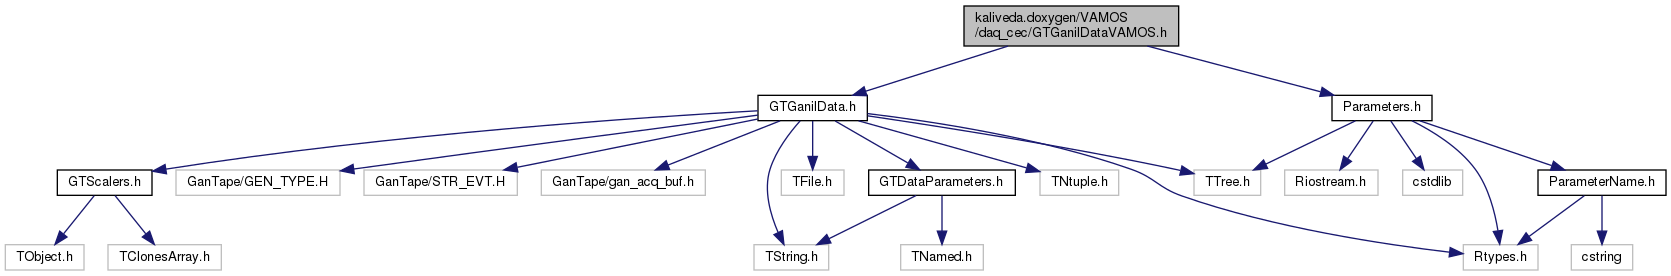 kaliveda.doxygen/VAMOS
/daq_cec/GTGanilDataVAMOS.h
GTGanilData.h
Parameters.h
GTScalers.h
GanTape/GEN_TYPE.H
GanTape/STR_EVT.H
GanTape/gan_acq_buf.h
TFile.h
GTDataParameters.h
TNtuple.h
TTree.h
Riostream.h
cstdlib
ParameterName.h
TObject.h
TClonesArray.h
TString.h
TNamed.h
Rtypes.h
cstring